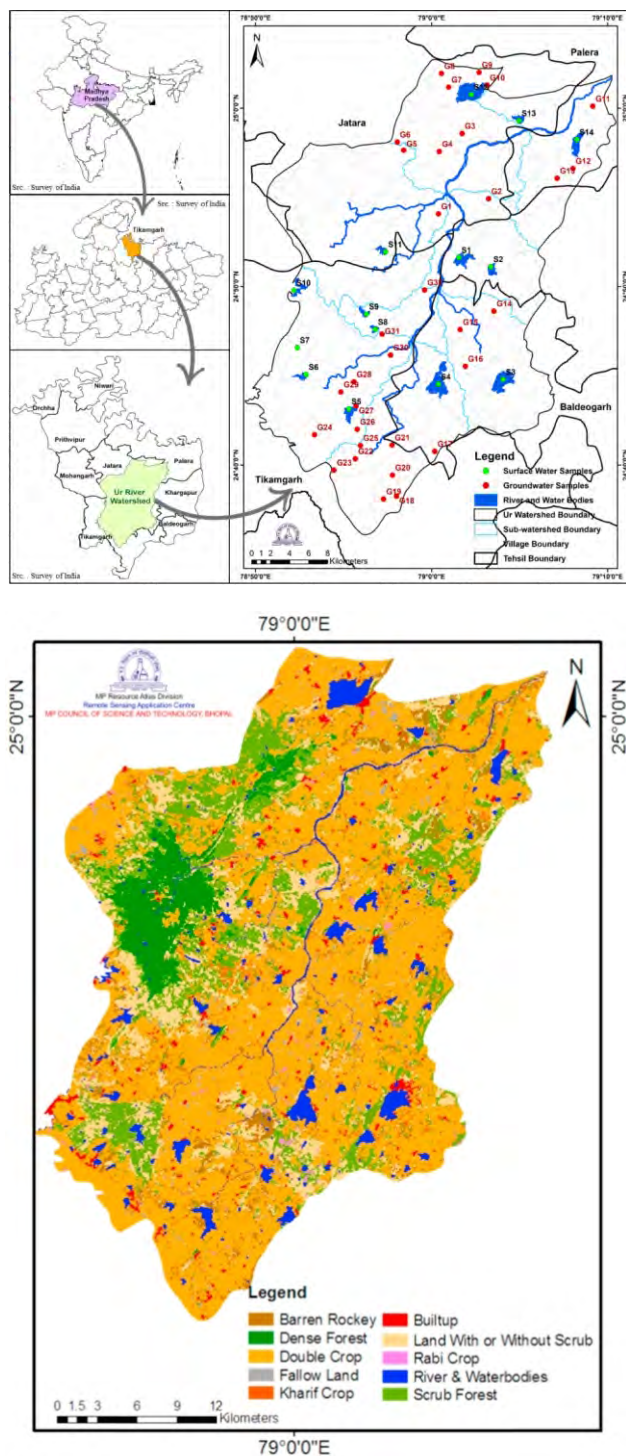 Madhya
Pradesh
Src. : Survey of India
Src. : Survey of India
Tikamgarh
Niwari
Orchha
Prithvipur
Mohangarh
Jatara
Palera
Ur River
Watershed
Khargapur
Baldeogarh
Tikamgarh
Src. : Survey of India
78°50'0"E
79°0'0"E
79°10'0"E
N
Palera
G8
G9
G7
G10
G11
25°0'0"N
S13
Jatara
G3
S14
G6
G5
G4
G12
G2
G1
S11
S1
S2
S10
S9
G14
S8
G31
G15
S7
G30
G16
S6
G28
G29
S4
S3
S5
G27
G24
G26
Baldeogarh
G25
G21
G17
G23
G22
Tikamgarh
G20
G19
G18
Legend
Surface Water Samples
Groundwater Samples
River and Water Bodies
Ur Watershed Boundary
Sub-watershed Boundary
Village Boundary
Tehsil Boundary
0 1 2 4 6 8
Kilometers
78°50'0"E
79°0'0"E
79°10'0"E
79°0'0"E
MP Resource Atlas Division
Remote Sensing Application Centre
MP COUNCIL OF SCIENCE AND TECHNOLOGY, BHOPAL
N
25°0'0"N
25°0'0"N
Legend
Barren Rockey
Dense Forest
Double Crop
Fallow Land
Kharif Crop
Builtup
Land With or Without Scrub
Rabi Crop
River & Waterbodies
Scrub Forest
0 1.5 3 6 9 12
Kilometers
79°0'0"E